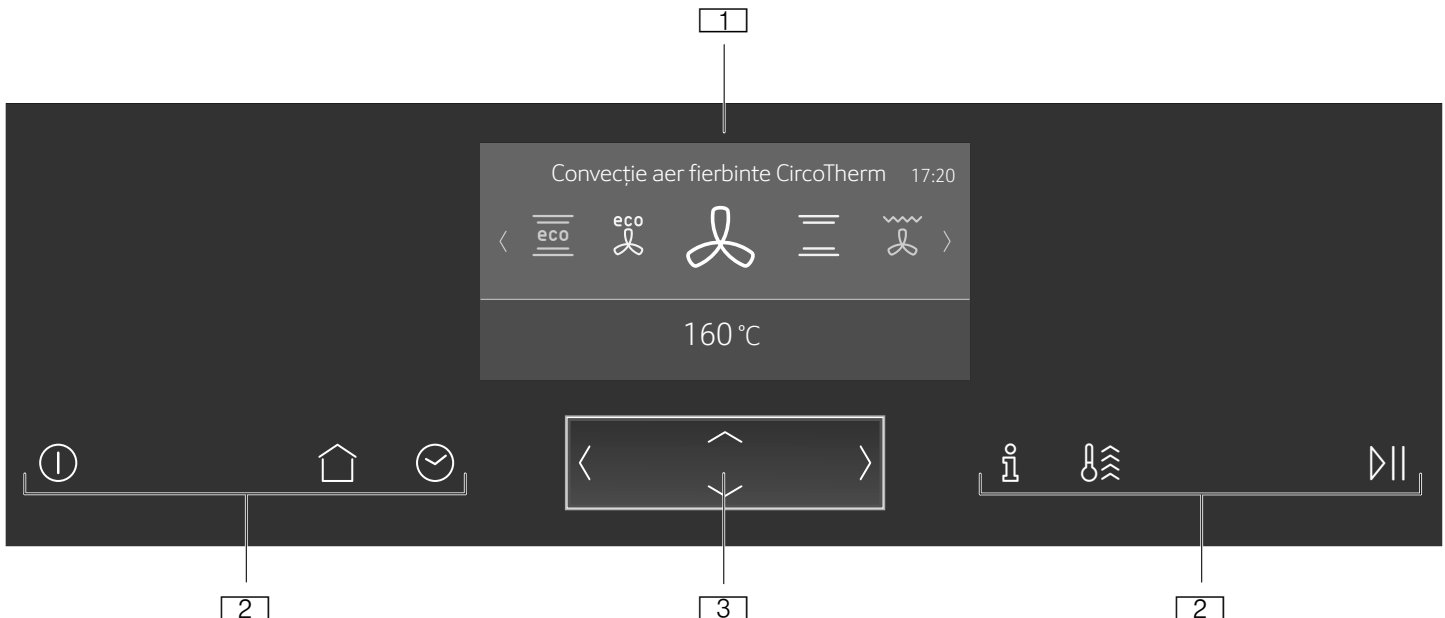 1
Convecție aer fierbinte CircoTherm 17:20
eco eco
160 °C
2 3 2